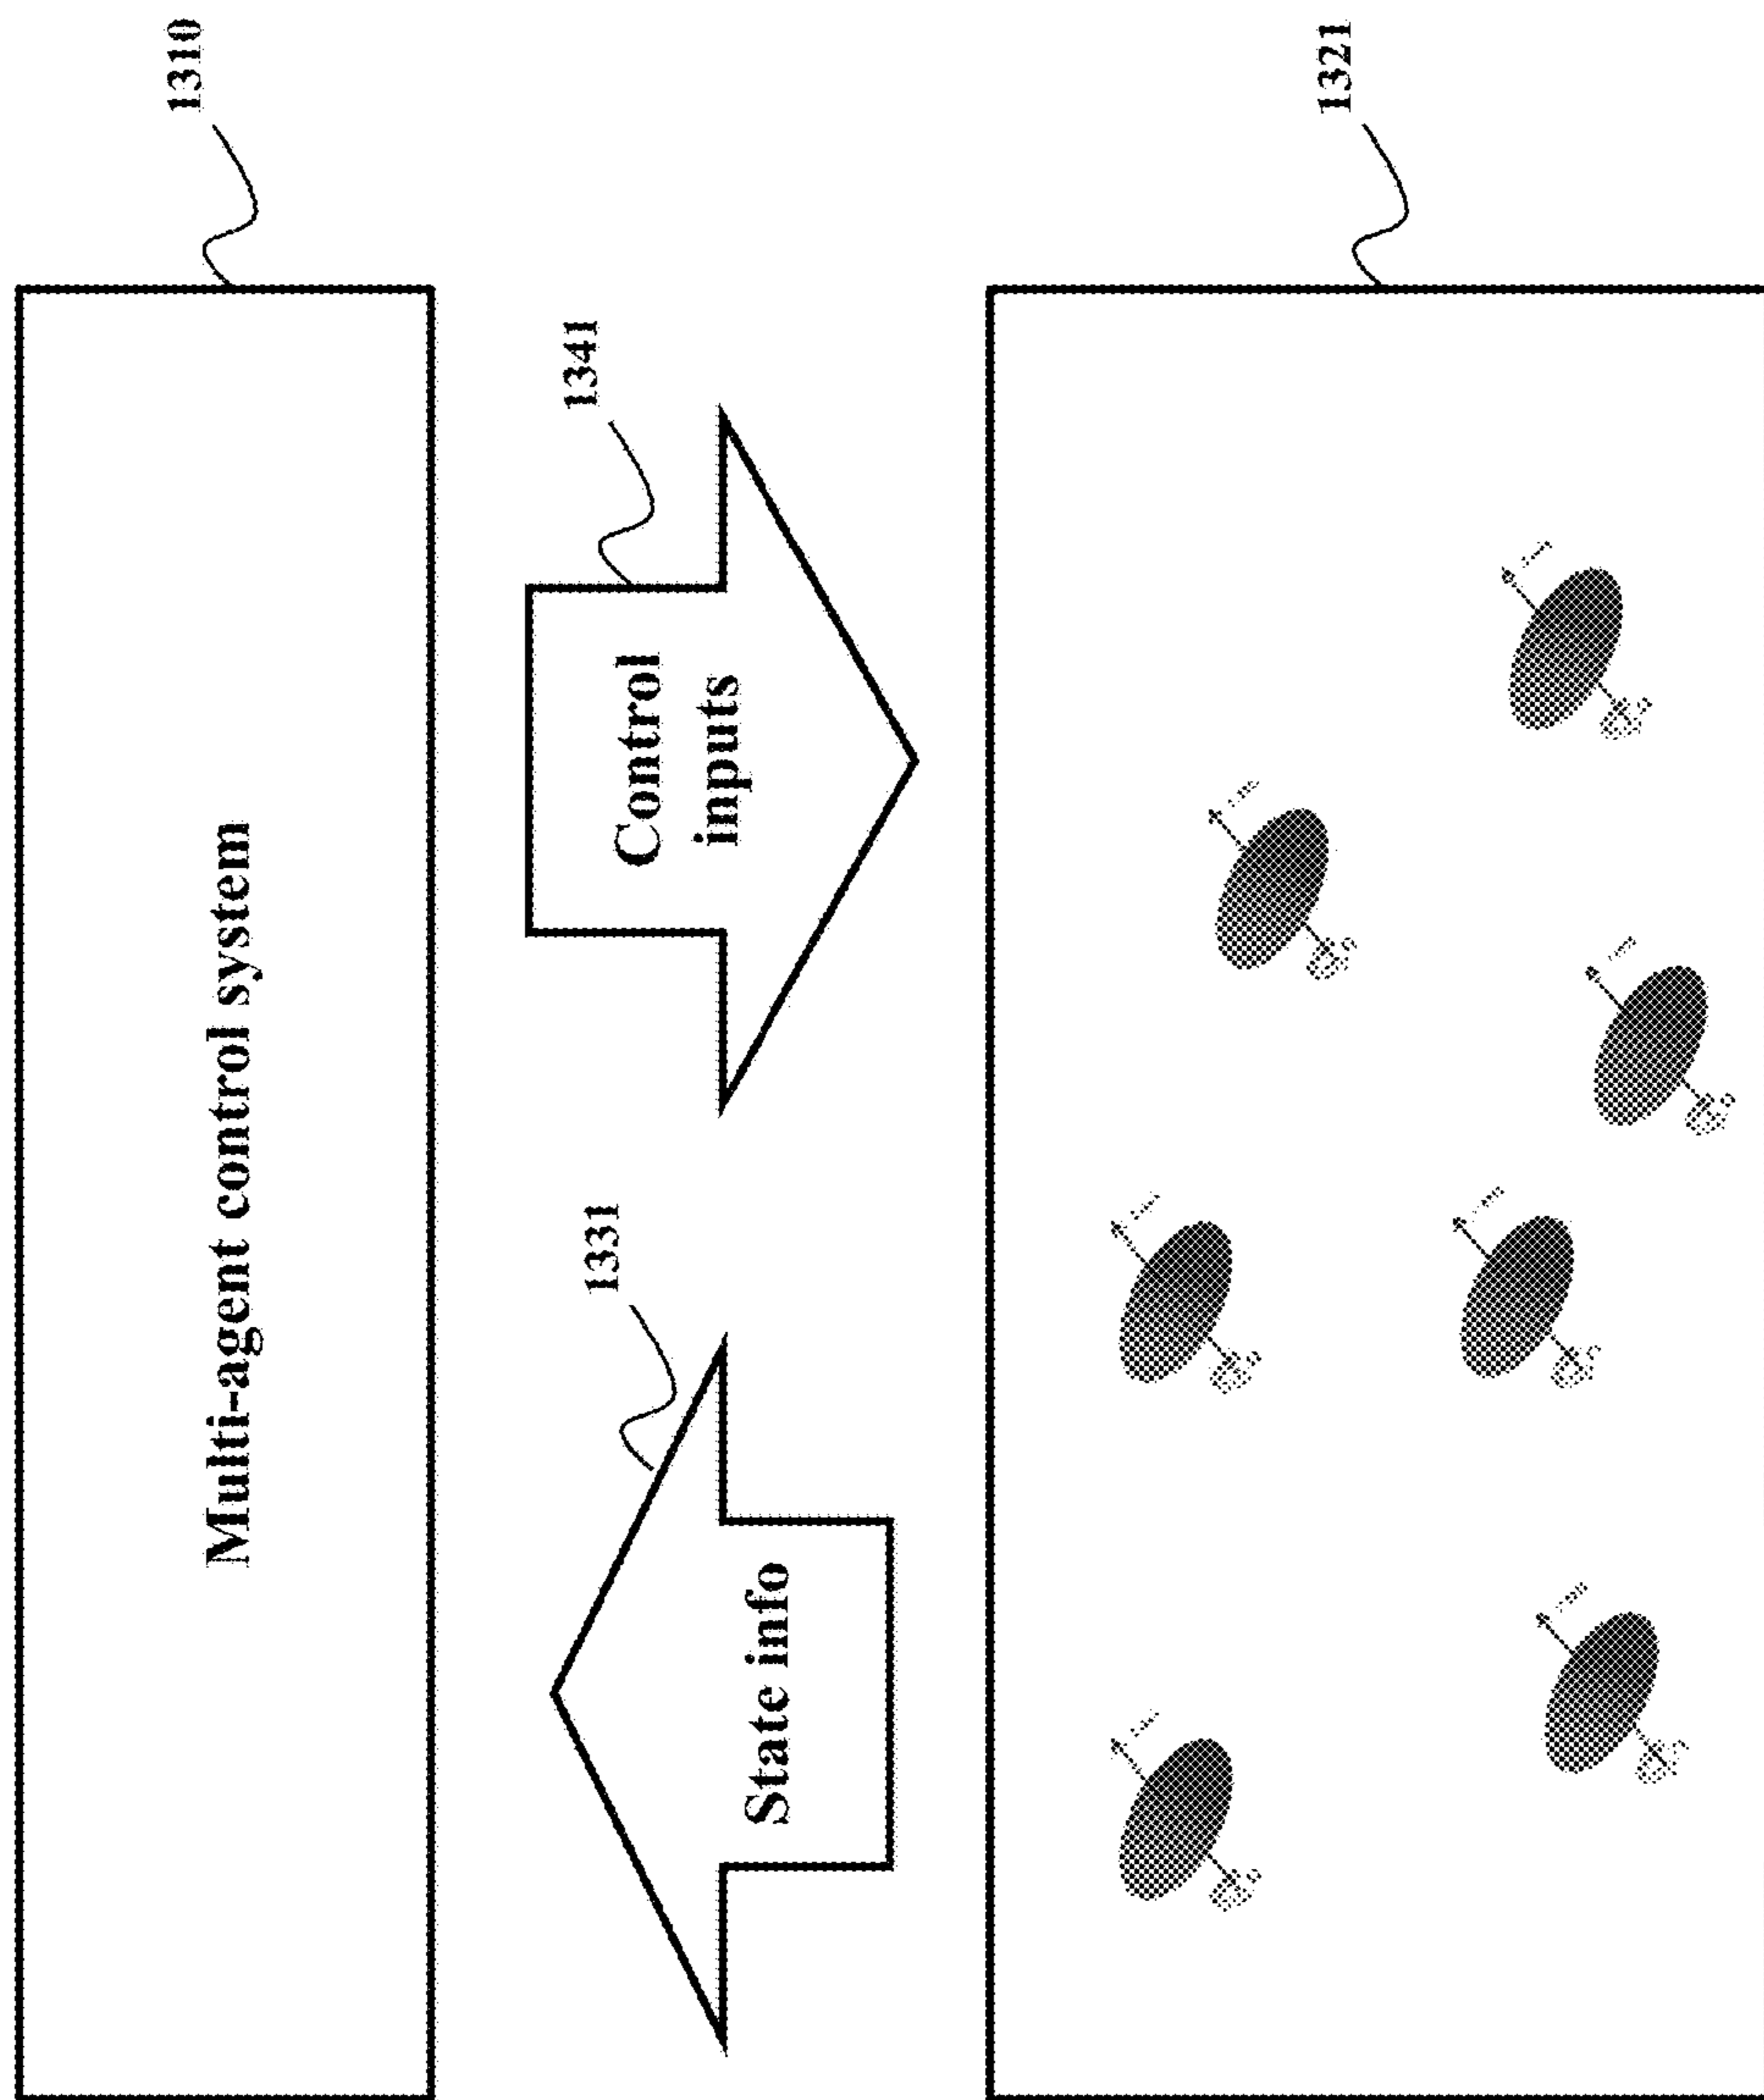 1310
Multi-agent control system
1341
Control
inputs
1331
State info
1321